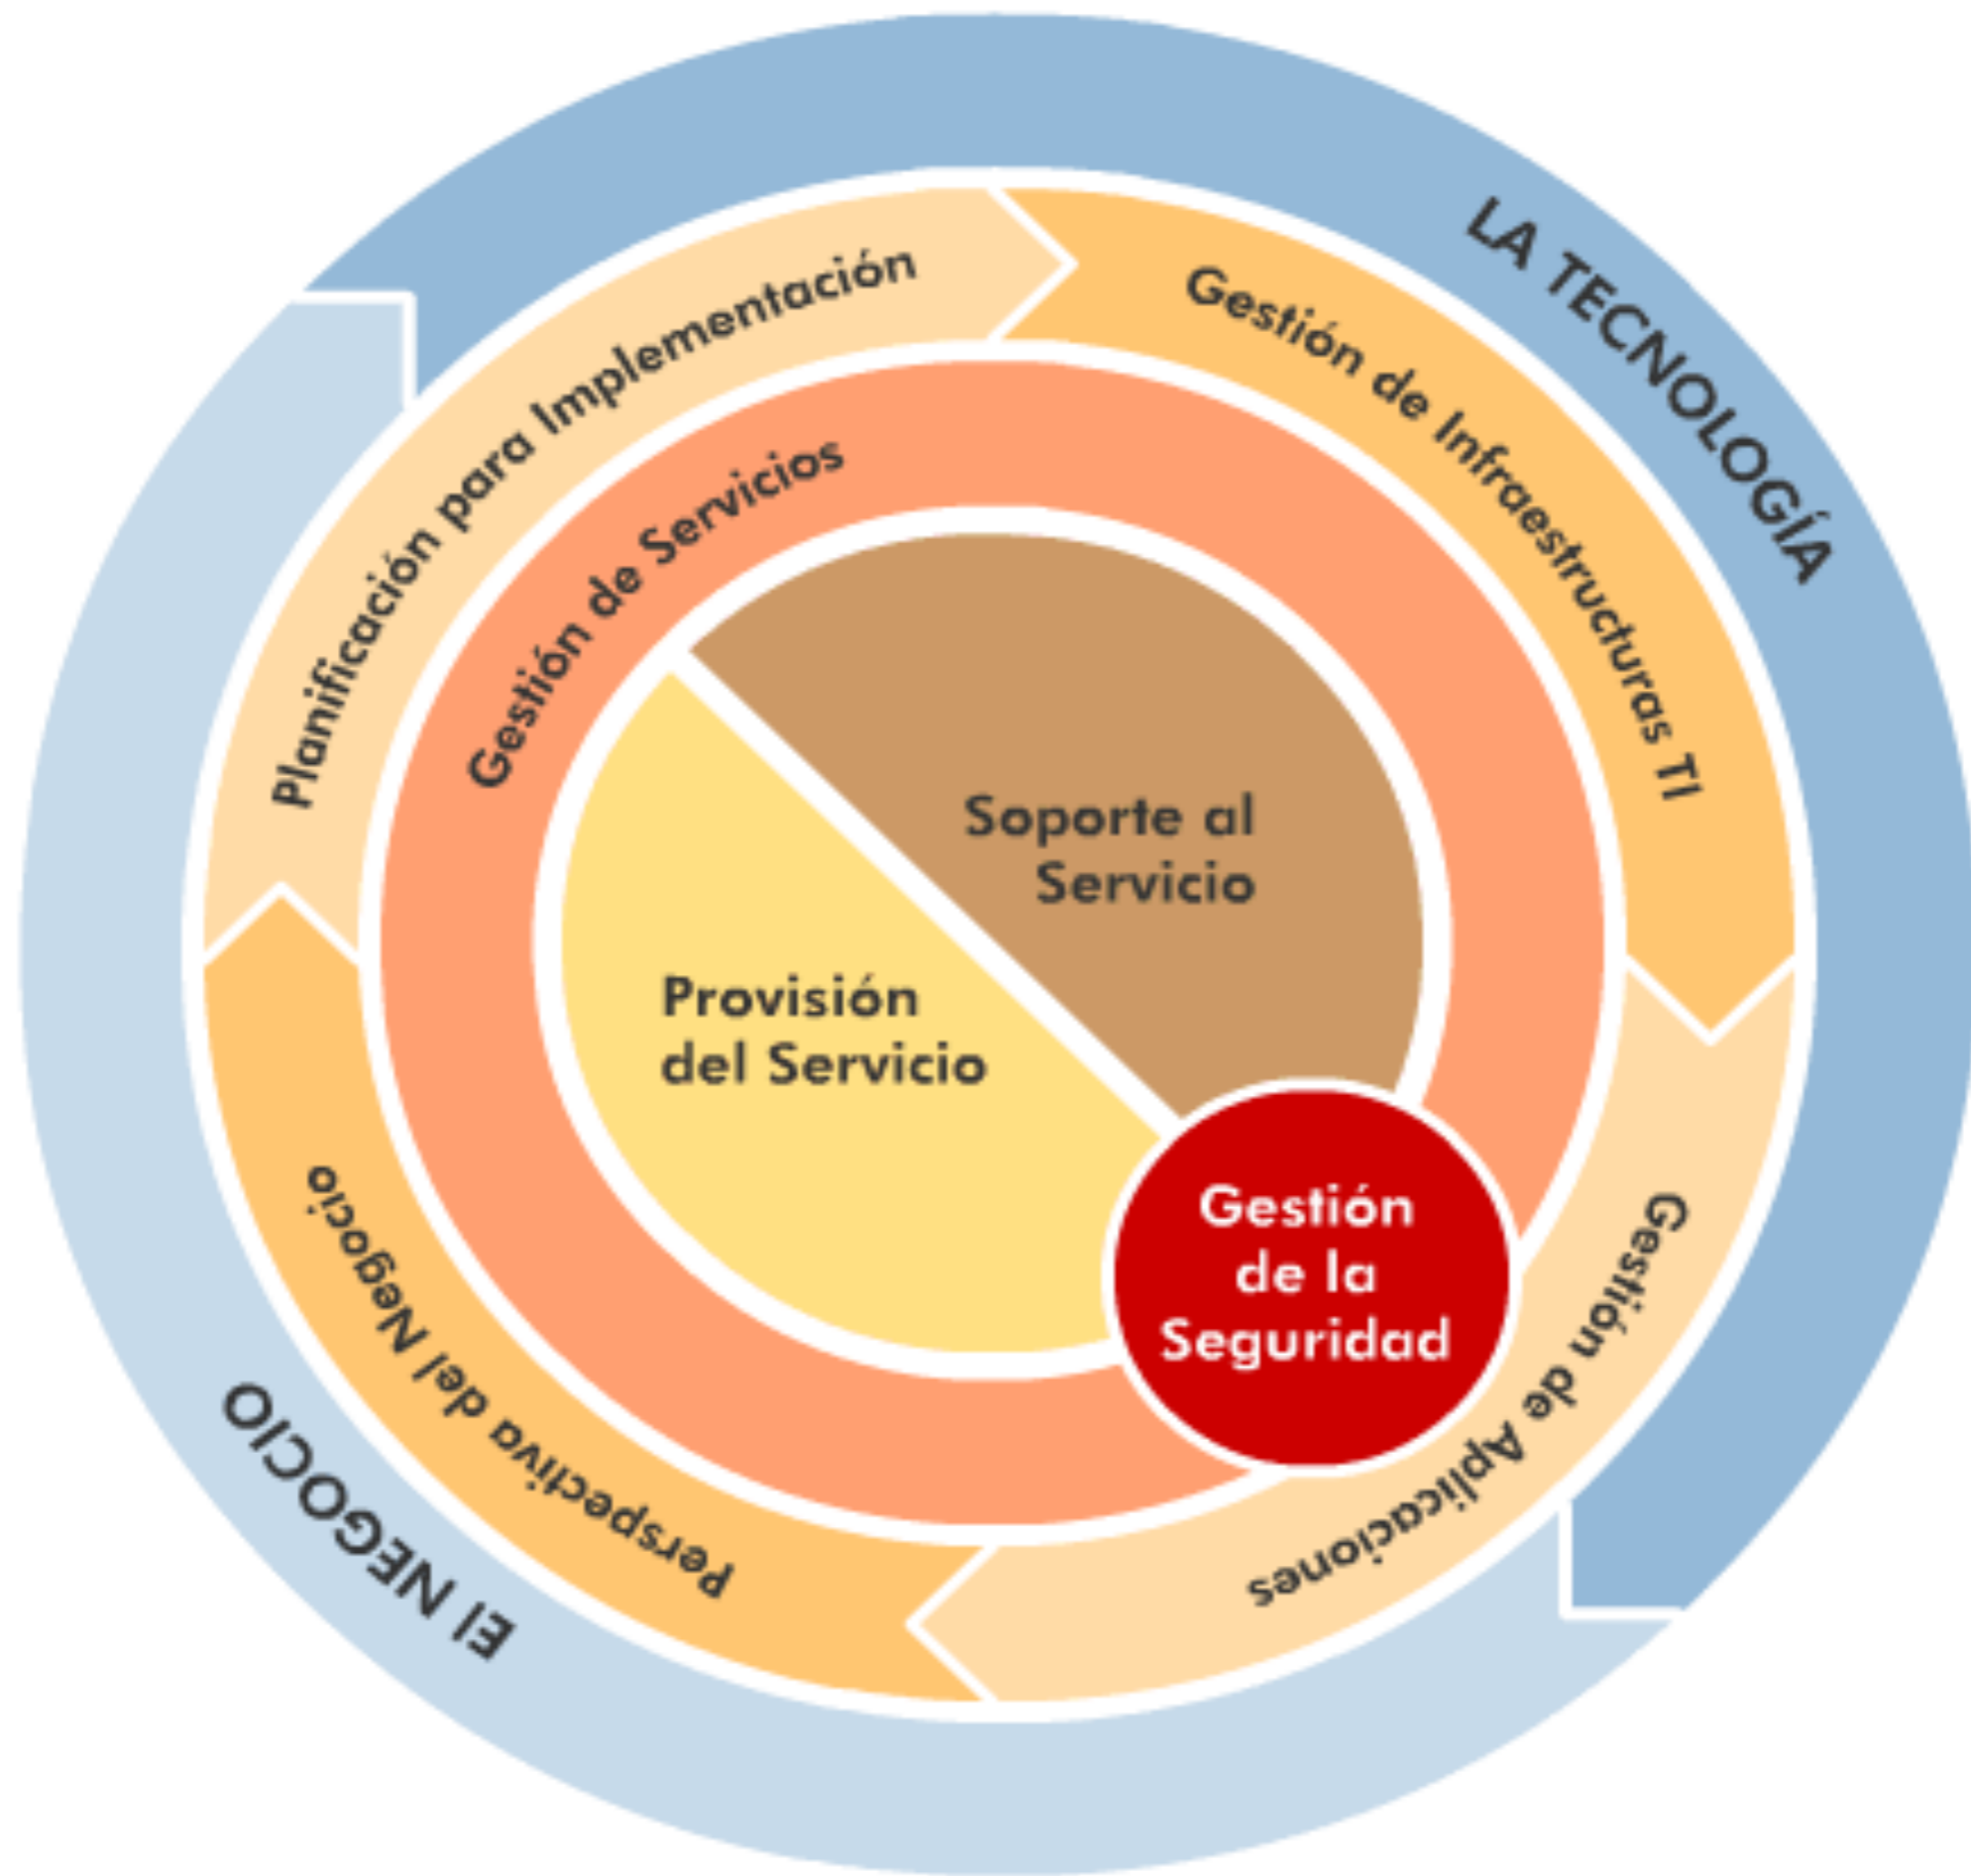 LA TECNOLOGÍA
Planificación para Implementación
Gestión de Infraestructuras TI
Gestión de Servicios
Soporte al
Servicio
Provisión
del Servicio
Gestión
de la
Seguridad
Gestión de Aplicaciones
Perspectiva del Negocio
El NEGOCIO